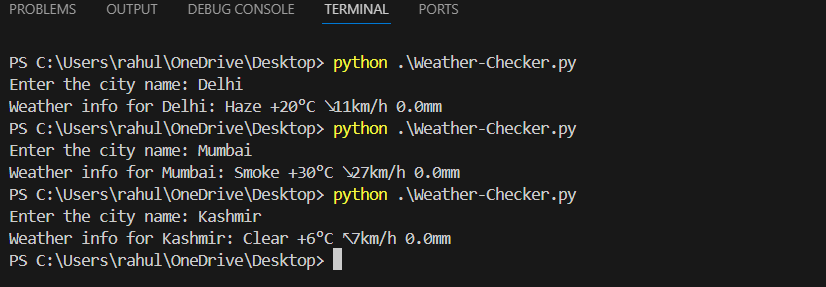 PROBLEMS OUTPUT DEBUG CONSOLE TERMINAL PORTS
PS C:\Users\rahul\OneDrive\Desktop> python .\Weather-Checker.py
Enter the city name: Delhi
Weather info for Delhi: Haze +20°C ↘11km/h 0.0mm
PS C:\Users\rahul\OneDrive\Desktop> python .\Weather-Checker.py
Enter the city name: Mumbai
Weather info for Mumbai: Smoke +30°C ↘27km/h 0.0mm
PS C:\Users\rahul\OneDrive\Desktop> python .\Weather-Checker.py
Enter the city name: Kashmir
Weather info for Kashmir: Clear +6°C ↖7km/h 0.0mm
PS C:\Users\rahul\OneDrive\Desktop>